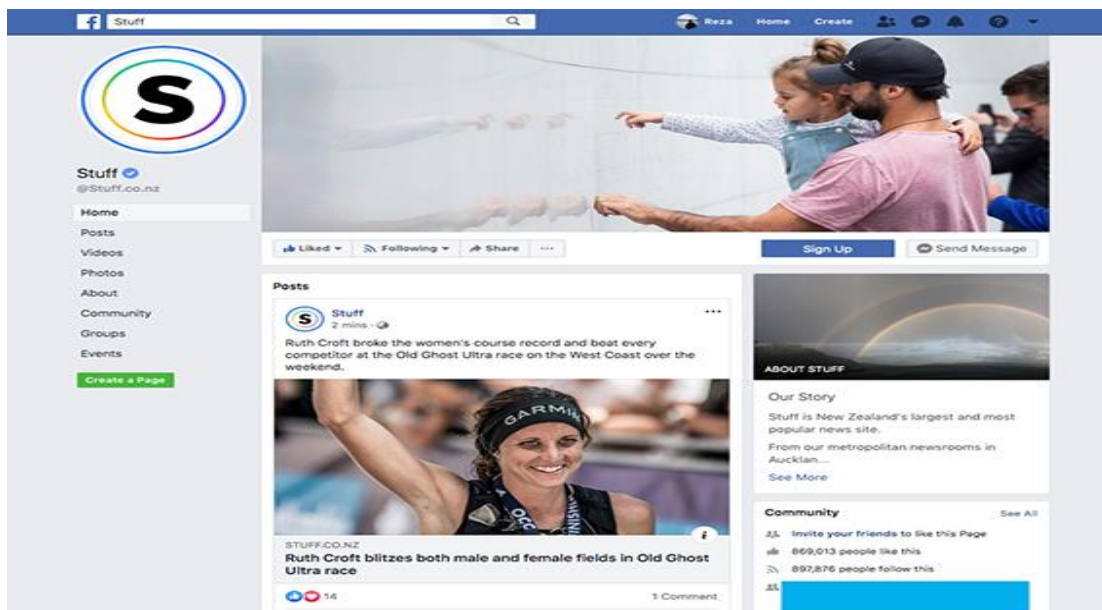 Stuff
Reza Home Create
S
Stuff
@Stuff.co.nz
Home
Posts
Videos
Photos
About
Community
Groups
Events
Create a Page
Liked Following Share ...
Sign Up Send Message
Posts
S Stuff
2 mins
Ruth Croft broke the women's course record and beat every
competitor at the Old Ghost Ultra race on the West Coast over the
weekend.
GARMIN
STUFF.CO.NZ
Ruth Croft blitzes both male and female fields in Old Ghost
Ultra race
14 1 Comment
ABOUT STUFF
Our Story
Stuff is New Zealand's largest and most
popular news site.
From our metropolitan newsrooms in
Aucklan...
See More
Community See All
Invite your friends to like this Page
869,013 people like this
897,876 people follow this